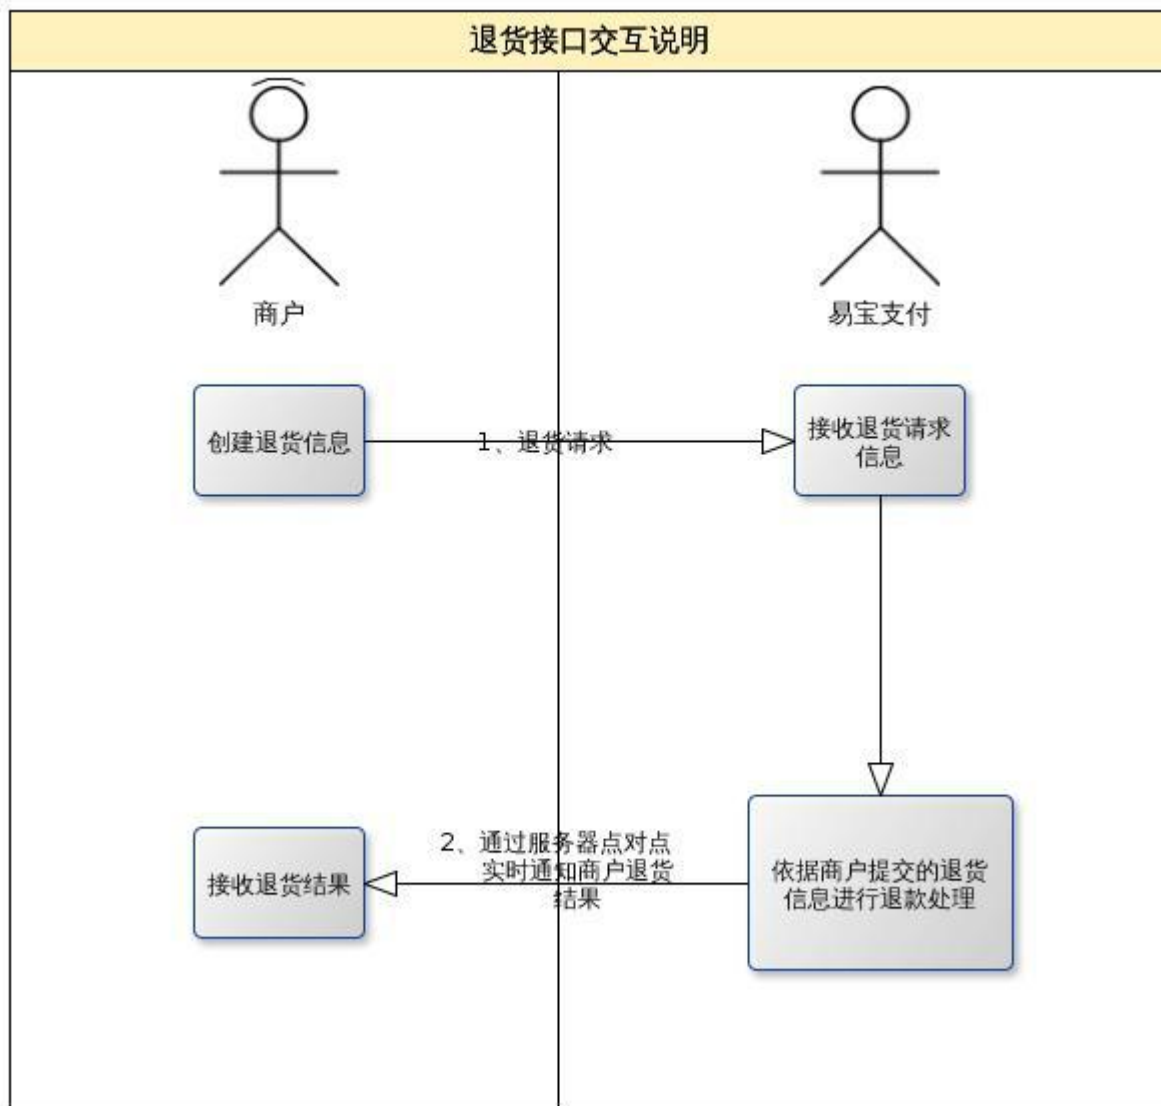 退货接口交互说明
商户
易宝支付
创建退货信息
1、退货请求
接收退货请求
信息
接收退货结果
2、通过服务器点对点
实时通知商户退货
结果
依据商户提交的退货
信息进行退款处理